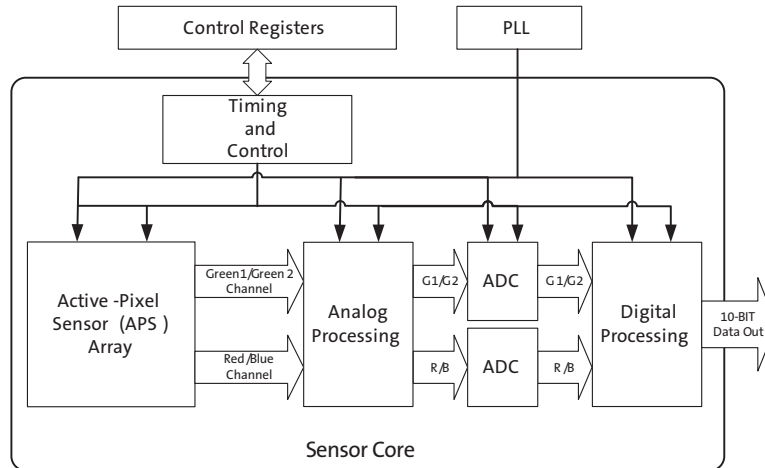 Control Registers
PLL
Timing
and
Control
Active -Pixel
Sensor (APS )
Array
Green1/Green 2
Channel
Red /Blue
Channel
Analog
Processing
G1/G2
R/B
ADC
ADC
G1/G2
R/B
Digital
Processing
10-BIT
Data Out
Sensor Core